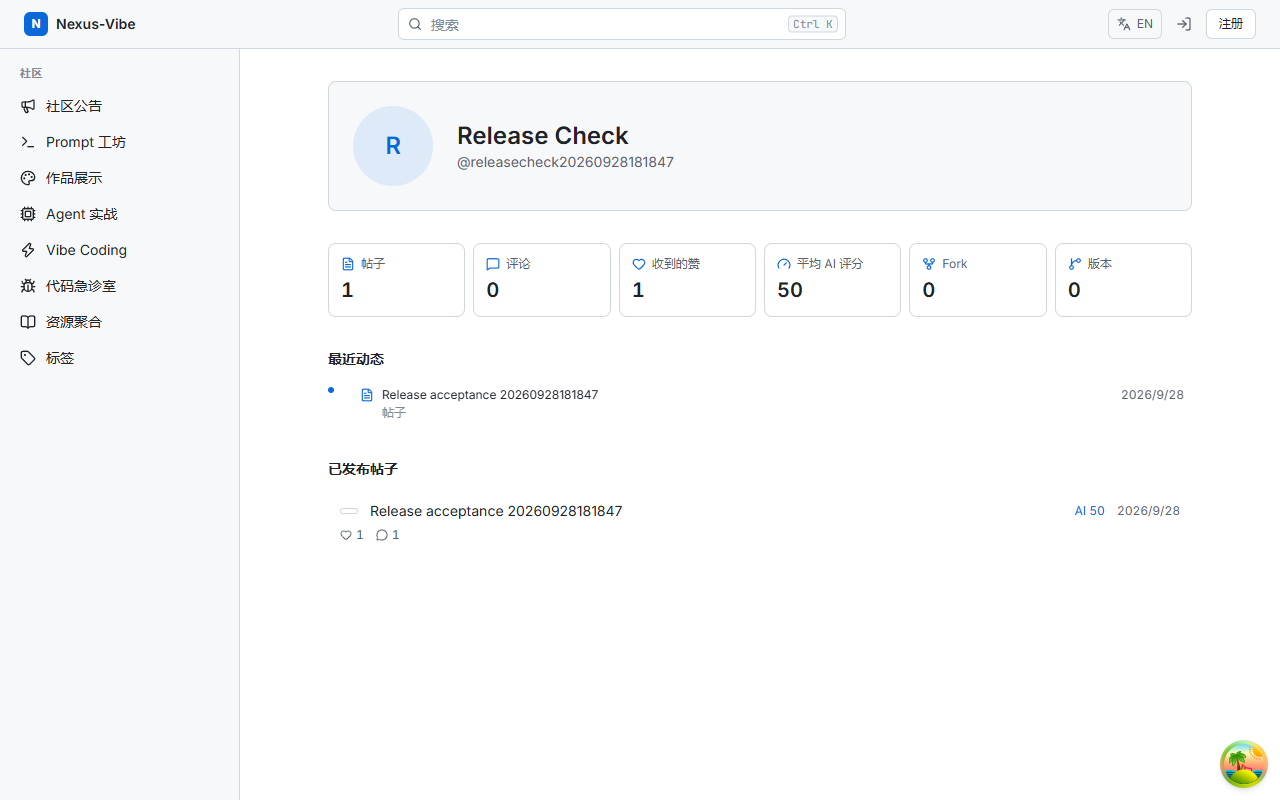 N Nexus-Vibe
搜索
Ctrl K
EN
注册
社区
社区公告
Prompt 工坊
作品展示
Agent 实战
Vibe Coding
代码急诊室
资源聚合
标签
R
Release Check
@releasecheck20260928181847
帖子
1
评论
0
收到的赞
1
平均 AI 评分
50
Fork
0
版本
0
最近动态
Release acceptance 20260928181847
2026/9/28
帖子
已发布帖子
Release acceptance 20260928181847
AI 50 2026/9/28
1 1